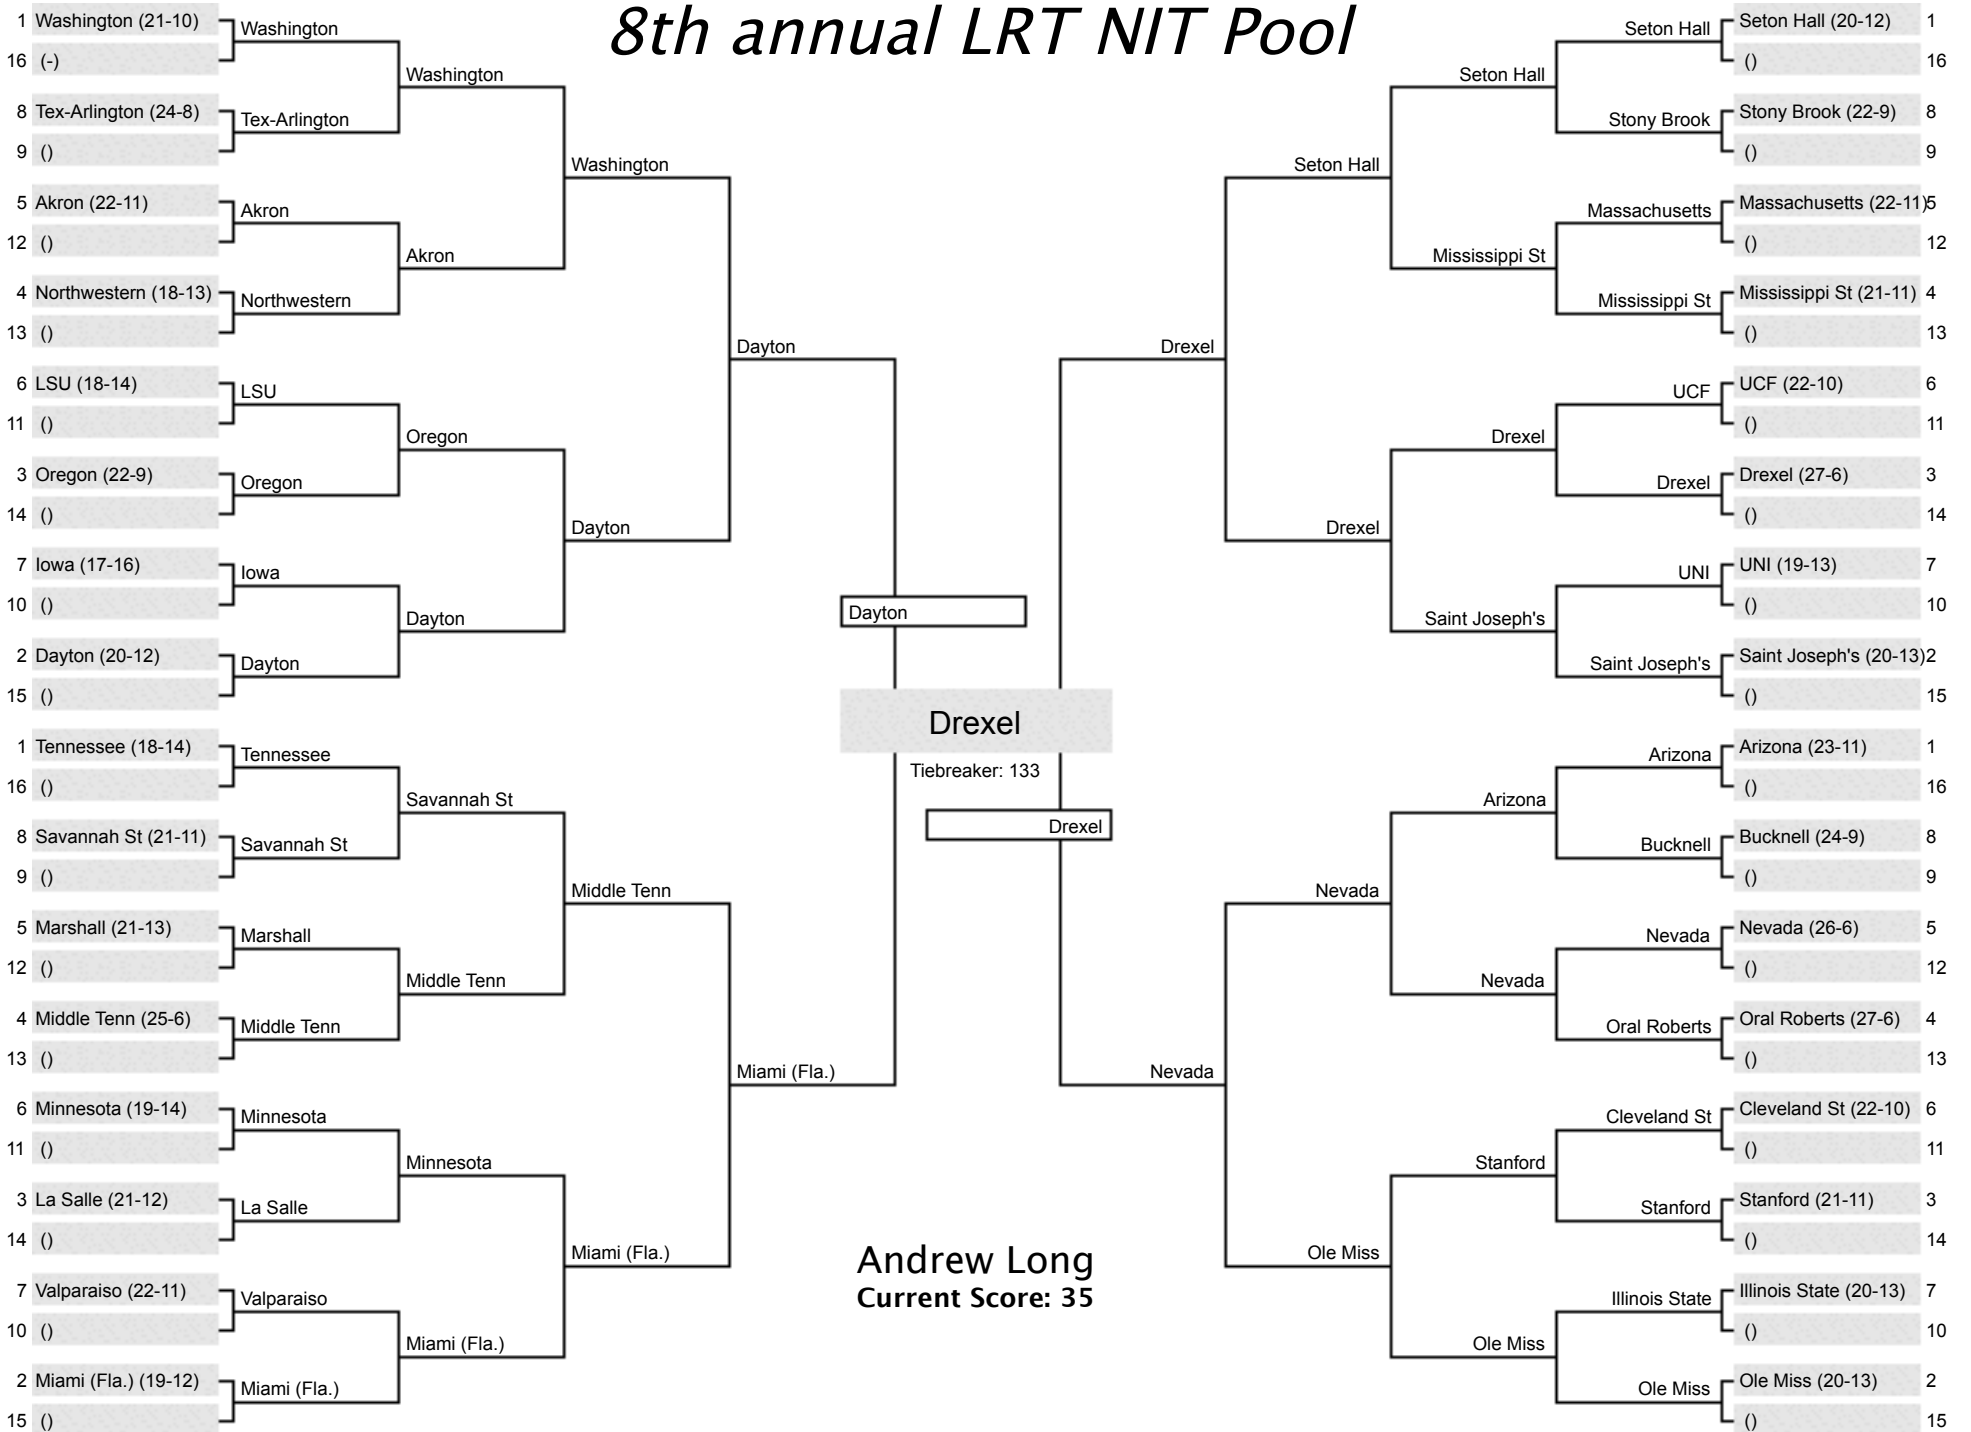 8th annual LRT NIT Pool
1 Washington (21-10)
16 (-)
8 Tex-Arlington (24-8)
9 ()
5 Akron (22-11)
12 ()
4 Northwestern (18-13)
13 ()
6 LSU (18-14)
11 ()
3 Oregon (22-9)
14 ()
7 Iowa (17-16)
10 ()
2 Dayton (20-12)
15 ()
1 Tennessee (18-14)
16 ()
8 Savannah St (21-11)
9 ()
5 Marshall (21-13)
12 ()
4 Middle Tenn (25-6)
13 ()
6 Minnesota (19-14)
11 ()
3 La Salle (21-12)
14 ()
7 Valparaiso (22-11)
10 ()
2 Miami (Fla.) (19-12)
15 ()
Washington
Tex-Arlington
Akron
Northwestern
LSU
Oregon
Iowa
Dayton
Tennessee
Savannah St
Marshall
Middle Tenn
Minnesota
La Salle
Valparaiso
Miami (Fla.)
Washington
Akron
Oregon
Dayton
Savannah St
Middle Tenn
Minnesota
Miami (Fla.)
Washington
Dayton
Middle Tenn
Miami (Fla.)
Dayton
Miami (Fla.)
Dayton
Drexel
Tiebreaker: 133
Drexel
Andrew Long
Current Score: 35
Drexel
Nevada
Seton Hall
Drexel
Nevada
Ole Miss
Seton Hall
Mississippi St
Drexel
Saint Joseph's
Arizona
Nevada
Stanford
Ole Miss
Seton Hall
Stony Brook
Massachusetts
Mississippi St
UCF
Drexel
UNI
Saint Joseph's
Arizona
Bucknell
Nevada
Oral Roberts
Cleveland St
Stanford
Illinois State
Ole Miss
Seton Hall (20-12) 1
() 16
Stony Brook (22-9) 8
() 9
Massachusetts (22-11) 5
() 12
Mississippi St (21-11) 4
() 13
UCF (22-10) 6
() 11
Drexel (27-6) 3
() 14
UNI (19-13) 7
() 10
Saint Joseph's (20-13) 2
() 15
Arizona (23-11) 1
() 16
Bucknell (24-9) 8
() 9
Nevada (26-6) 5
() 12
Oral Roberts (27-6) 4
() 13
Cleveland St (22-10) 6
() 11
Stanford (21-11) 3
() 14
Illinois State (20-13) 7
() 10
Ole Miss (20-13) 2
() 15